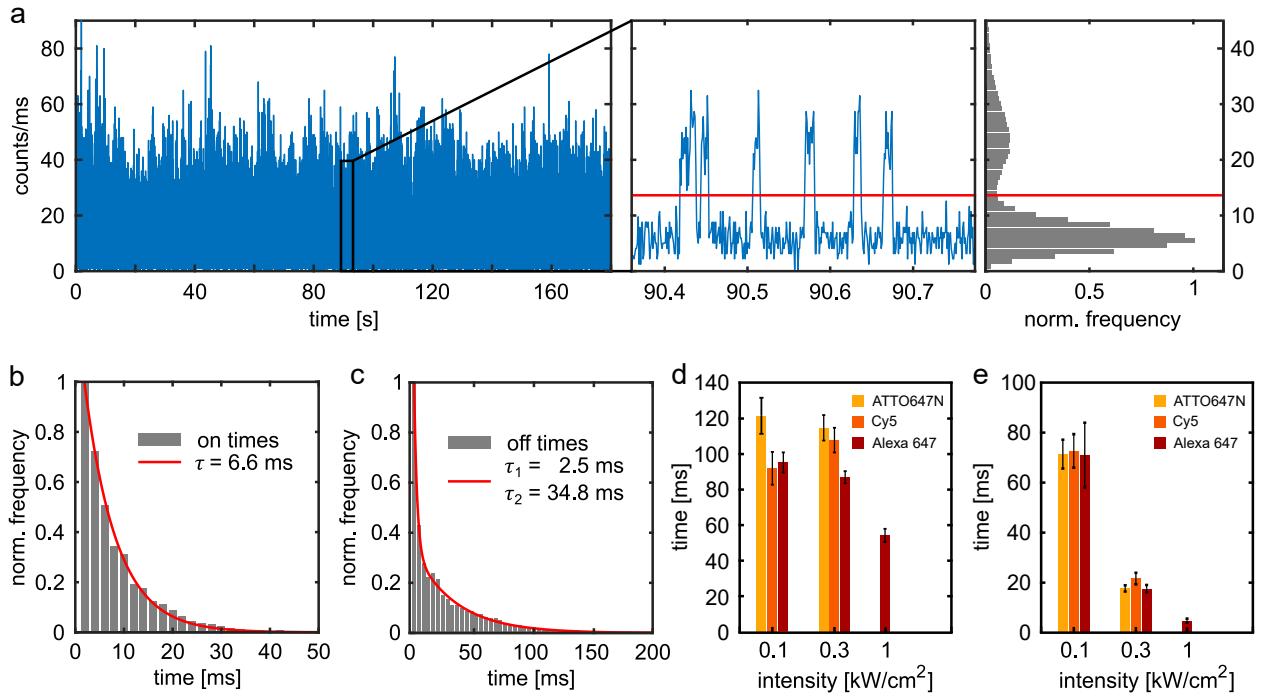 a
counts/ms
80
60
40
20
0
0 40 80 120 160
time [s]
90.4 90.5 90.6 90.7
40
30
20
10
0
0 0.5 1
norm. frequency
b
norm. frequency
1
0.8
0.6
0.4
0.2
0
on times
τ = 6.6 ms
0 10 20 30 40 50
time [ms]
c
norm. frequency
1
0.8
0.6
0.4
0.2
0
off times
τ1 = 2.5 ms
τ2 = 34.8 ms
0 50 100 150 200
time [ms]
d
time [ms]
140
120
100
80
60
40
20
0
ATTO647N
Cy5
Alexa 647
0.1 0.3 1
intensity [kW/cm²]
e
time [ms]
100
80
60
40
20
0
ATTO647N
Cy5
Alexa 647
0.1 0.3 1
intensity [kW/cm²]